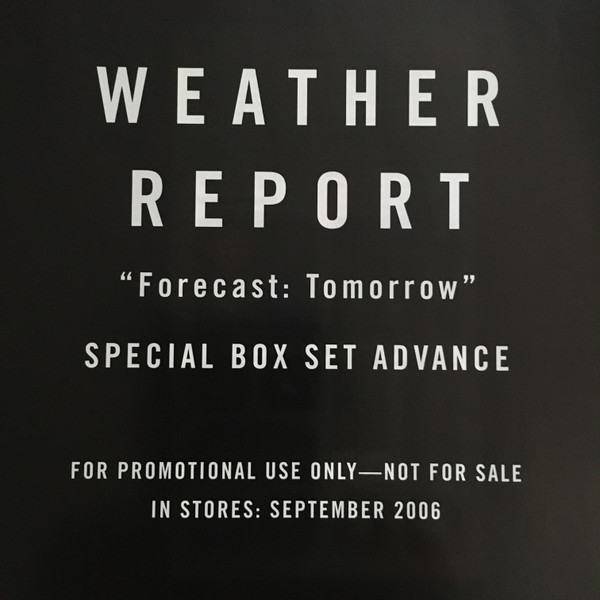 WEATHER
REPORT
“Forecast: Tomorrow”
SPECIAL BOX SET ADVANCE
FOR PROMOTIONAL USE ONLY—NOT FOR SALE
IN STORES: SEPTEMBER 2006